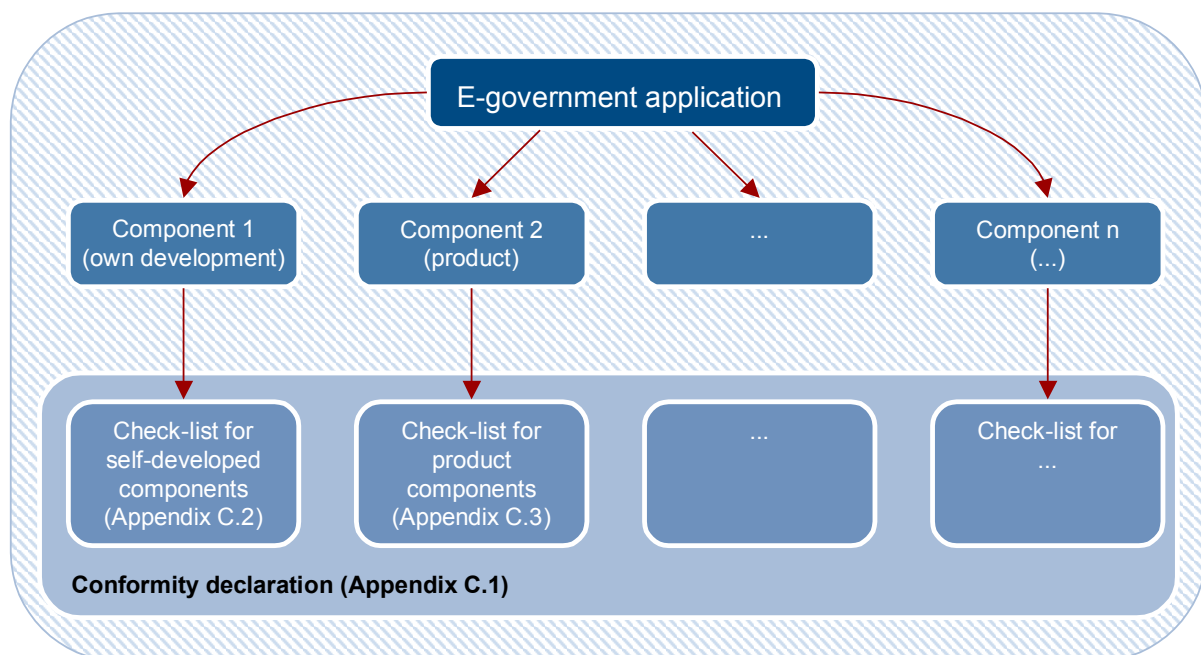 E-government application
Component 1
(own development)
Component 2
(product)
...
Component n
(...)
Check-list for
self-developed
components
(Appendix C.2)
Check-list for
product
components
(Appendix C.3)
...
Check-list for
...
Conformity declaration (Appendix C.1)